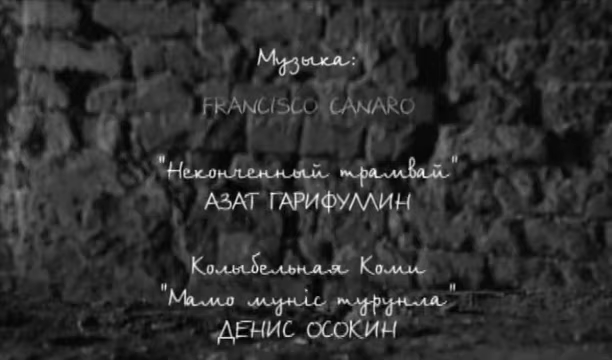 Музыка:
FRANCISCO CANARO
"Неконченный трамвай"
АЗАТ ГАРИФУЛЛИН
Колыбельная Коми
"Мамо муніс турунла"
ДЕНИС ОСОКИН